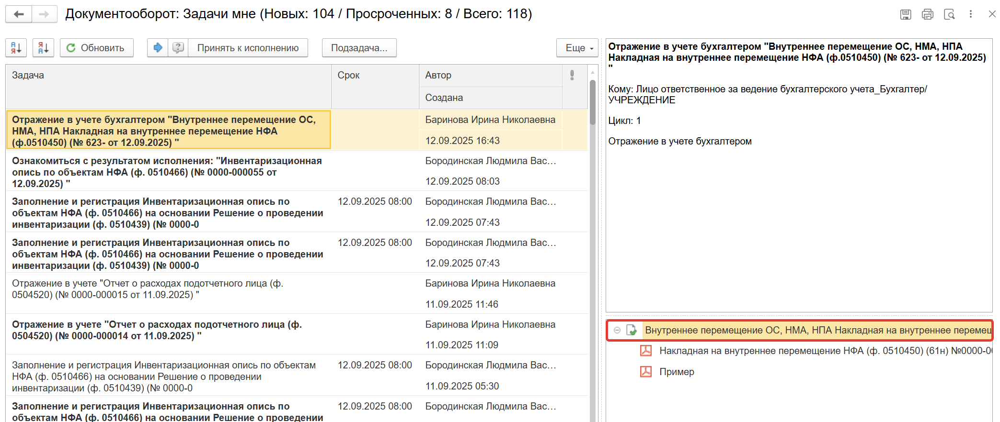 Документооборот: Задачи мне (Новых: 104 / Просроченных: 8 / Всего: 118)
А Я
Я А
Обновить
Принять к исполнению
Подзадача...
Еще
Задача
Срок
Автор
Создана
Отражение в учете бухгалтером "Внутреннее перемещение ОС,
НМА, НПА Накладная на внутреннее перемещение НФА
(ф.0510450) (№ 623- от 12.09.2025) "
Баринова Ирина Николаевна
12.09.2025 16:43
Ознакомиться с результатом исполнения: "Инвентаризационная
опись по объектам НФА (ф. 0510466) (№ 0000-000055 от
12.09.2025) "
Бородинская Людмила Вас...
12.09.2025 08:03
Заполнение и регистрация Инвентаризационная опись по
объектам НФА (ф. 0510466) на основании Решение о проведении
инвентаризации (ф. 0510439) (№ 0000-0
12.09.2025 08:00
Бородинская Людмила Вас...
12.09.2025 07:43
Заполнение и регистрация Инвентаризационная опись по
объектам НФА (ф. 0510466) на основании Решение о проведении
инвентаризации (ф. 0510439) (№ 0000-0
12.09.2025 08:00
Бородинская Людмила Вас...
12.09.2025 07:43
Отражение в учете "Отчет о расходах подотчетного лица (ф.
0504520) (№ 0000-000015 от 11.09.2025) "
Баринова Ирина Николаевна
11.09.2025 11:46
Отражение в учете "Отчет о расходах подотчетного лица (ф.
0504520) (№ 0000-000014 от 11.09.2025) "
Баринова Ирина Николаевна
11.09.2025 11:09
Заполнение и регистрация Инвентаризационная опись по объектам
НФА (ф. 0510466) на основании Решение о проведении
инвентаризации (ф. 0510439) (№ 0000-0
12.09.2025 08:00
Бородинская Людмила Вас...
11.09.2025 05:30
Заполнение и регистрация Инвентаризационная опись по
объектам НФА (ф. 0510466) на основании Решение о проведении
12.09.2025 08:00
Бородинская Людмила Вас...
Отражение в учете бухгалтером "Внутреннее перемещение ОС, НМА, НПА
Накладная на внутреннее перемещение НФА (ф.0510450) (№ 623- от 12.09.2025)
"
Кому: Лицо ответственное за ведение бухгалтерского учета_Бухгалтер/
УЧРЕЖДЕНИЕ
Цикл: 1
Отражение в учете бухгалтером
Внутреннее перемещение ОС, НМА, НПА Накладная на внутреннее перемещ
Накладная на внутреннее перемещение НФА (ф. 0510450) (61н) №0000-00
Пример